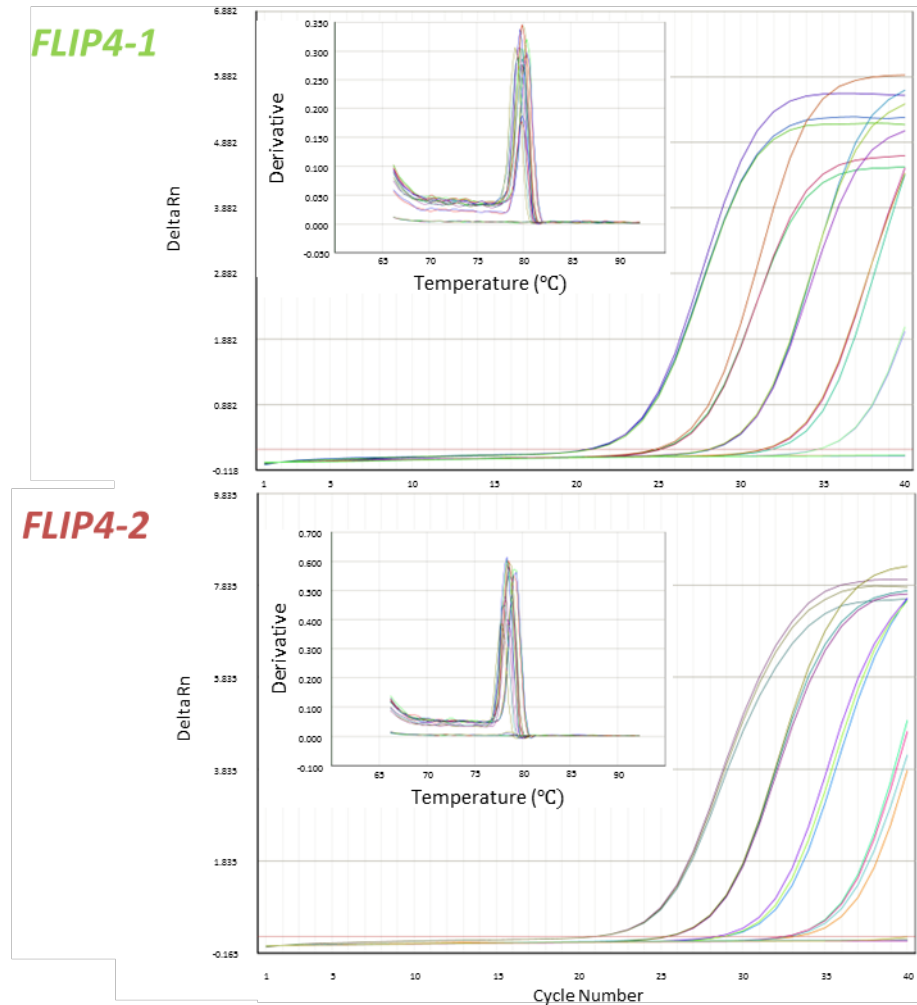 FLIP4-1
Delta Rn
6.882
5.882
4.882
3.882
2.882
1.882
0.882
-0.118
Derivative
0.350
0.300
0.250
0.200
0.150
0.100
0.050
0.000
-0.050
65 70 75 80 85 90
Temperature (°C)
1 5 10 15 20 25 30 35 40
FLIP4-2
Delta Rn
9.835
7.835
5.835
3.835
1.835
-0.165
Derivative
0.700
0.600
0.500
0.400
0.300
0.200
0.100
0.000
-0.100
65 70 75 80 85 90
Temperature (°C)
1 5 10 15 20 25 30 35 40
Cycle Number